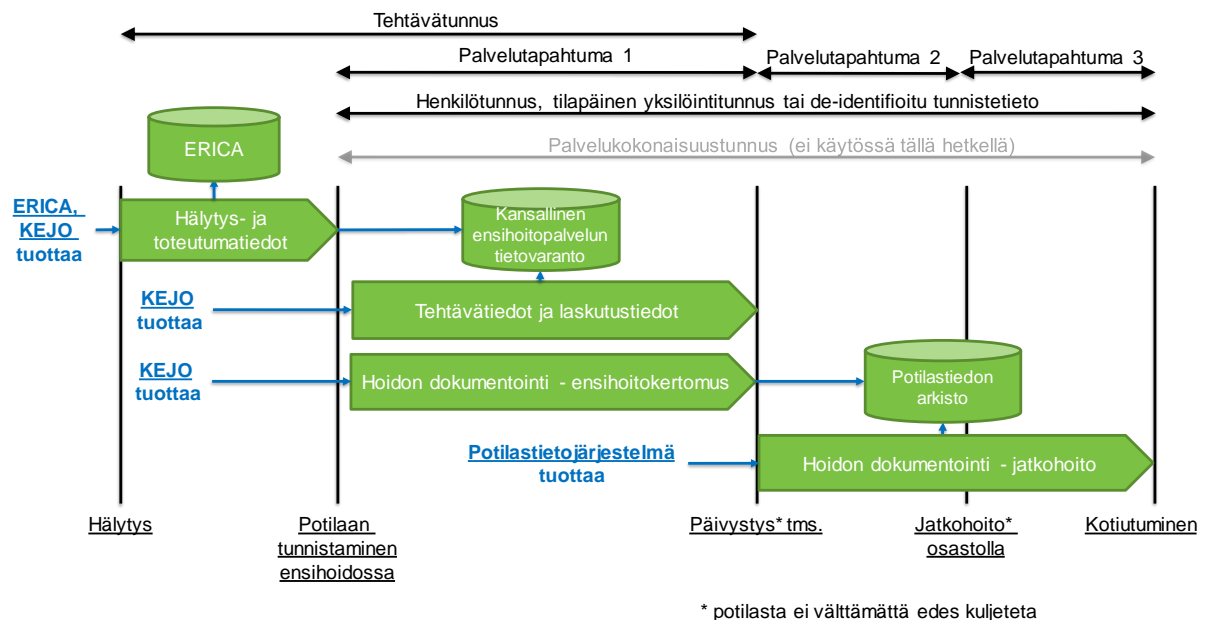 Tehtävätunnus
Palvelutapahtuma 1
Palvelutapahtuma 2
Palvelutapahtuma 3
Henkilötunnus, tilapäinen yksilöintitunnus tai de-identifioitu tunnistetieto
Palvelukokonaisuustunnus (ei käytössä tällä hetkellä)
ERICA
ERICA,
KEJO
tuottaa
Hälytys- ja
toteutumatiedot
Kansallinen
ensihoitopalvelun
tietovaranto
KEJO
tuottaa
Tehtävätiedot ja laskutustiedot
KEJO
tuottaa
Hoidon dokumentointi - ensihoitokertomus
Potilastiedon
arkisto
Potilastietojärjestelmä
tuottaa
Hoidon dokumentointi - jatkohoito
Hälytys
Potilaan
tunnistaminen
ensihoidossa
Päivystys* tms.
Jatkohoito*
osastolla
Kotiutuminen
* potilasta ei välttämättä edes kuljeteta